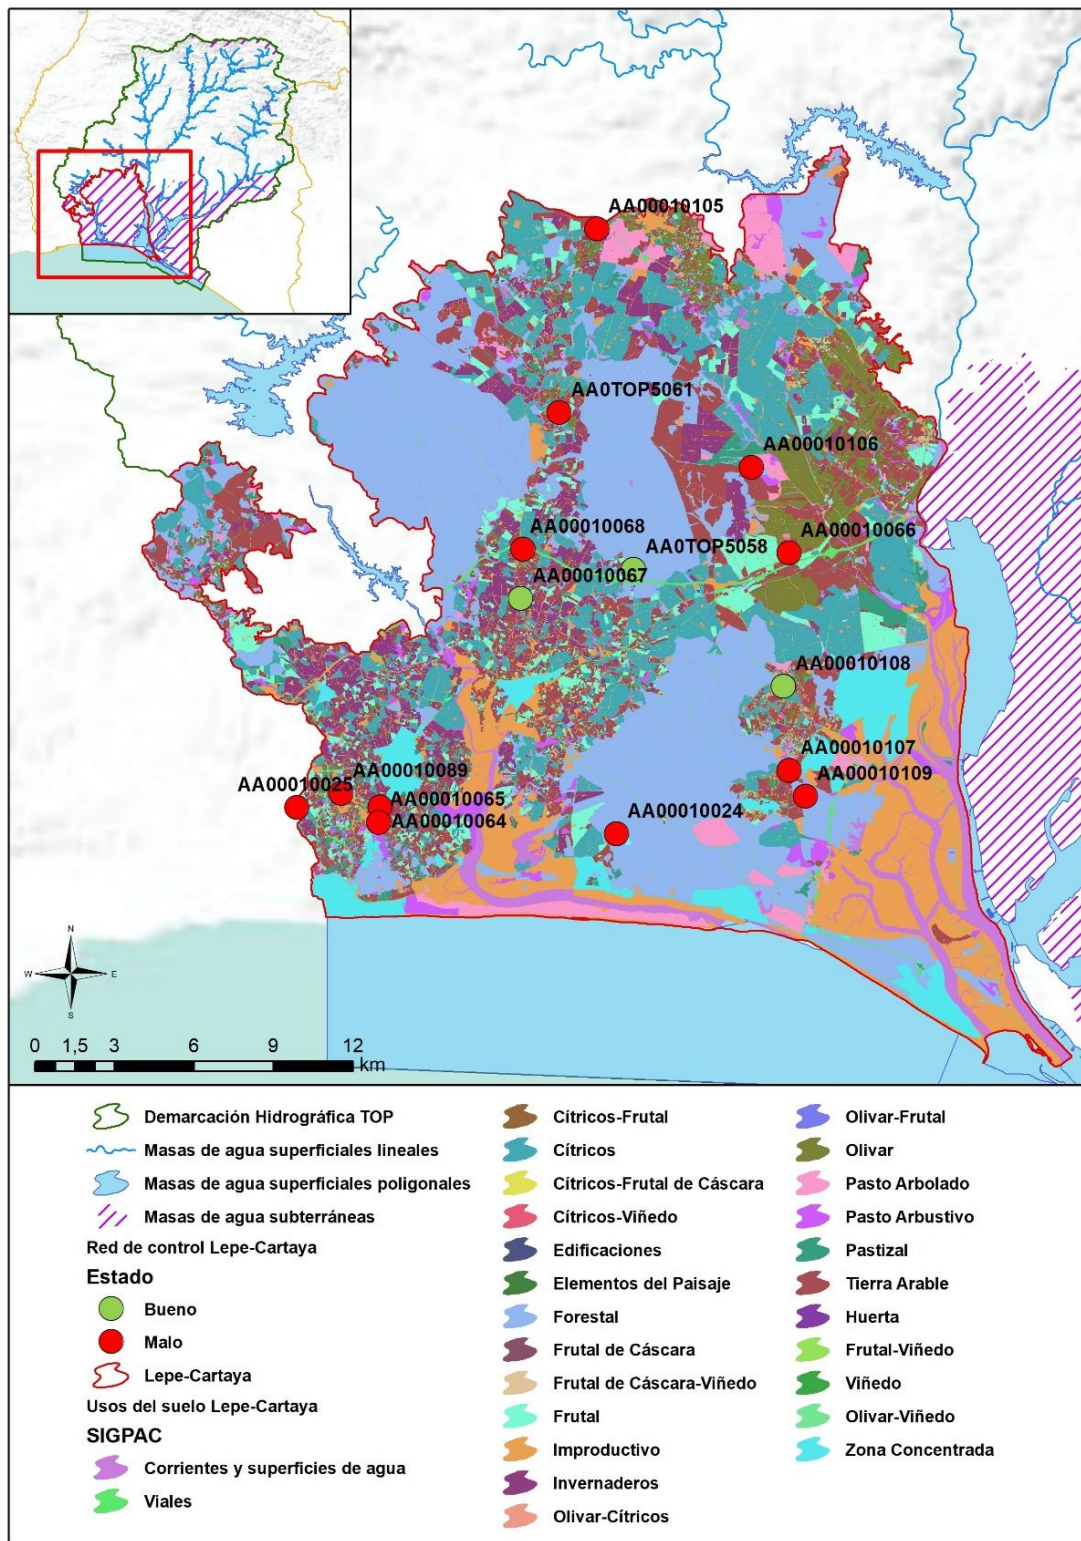 AA00010105
AA0TOP5061
AA00010106
AA00010068
AA0TOP5058
AA00010066
AA00010067
AA00010108
AA00010107
AA00010109
AA00010089
AA00010025
AA00010065
AA00010064
AA00010024
N
W E
S
0 1,5 3 6 9 12
km
Demarcación Hidrográfica TOP
Masas de agua superficiales lineales
Masas de agua superficiales poligonales
Masas de agua subterráneas
Red de control Lepe-Cartaya
Estado
Bueno
Malo
Lepe-Cartaya
Usos del suelo Lepe-Cartaya
SIGPAC
Corrientes y superficies de agua
Viales
Cítricos-Frutal
Cítricos
Cítricos-Frutal de Cáscara
Cítricos-Viñedo
Edificaciones
Elementos del Paisaje
Forestal
Frutal de Cáscara
Frutal de Cáscara-Viñedo
Frutal
Improductivo
Invernaderos
Olivar-Cítricos
Olivar-Frutal
Olivar
Pasto Arbolado
Pasto Arbustivo
Pastizal
Tierra Arable
Huerta
Frutal-Viñedo
Viñedo
Olivar-Viñedo
Zona Concentrada